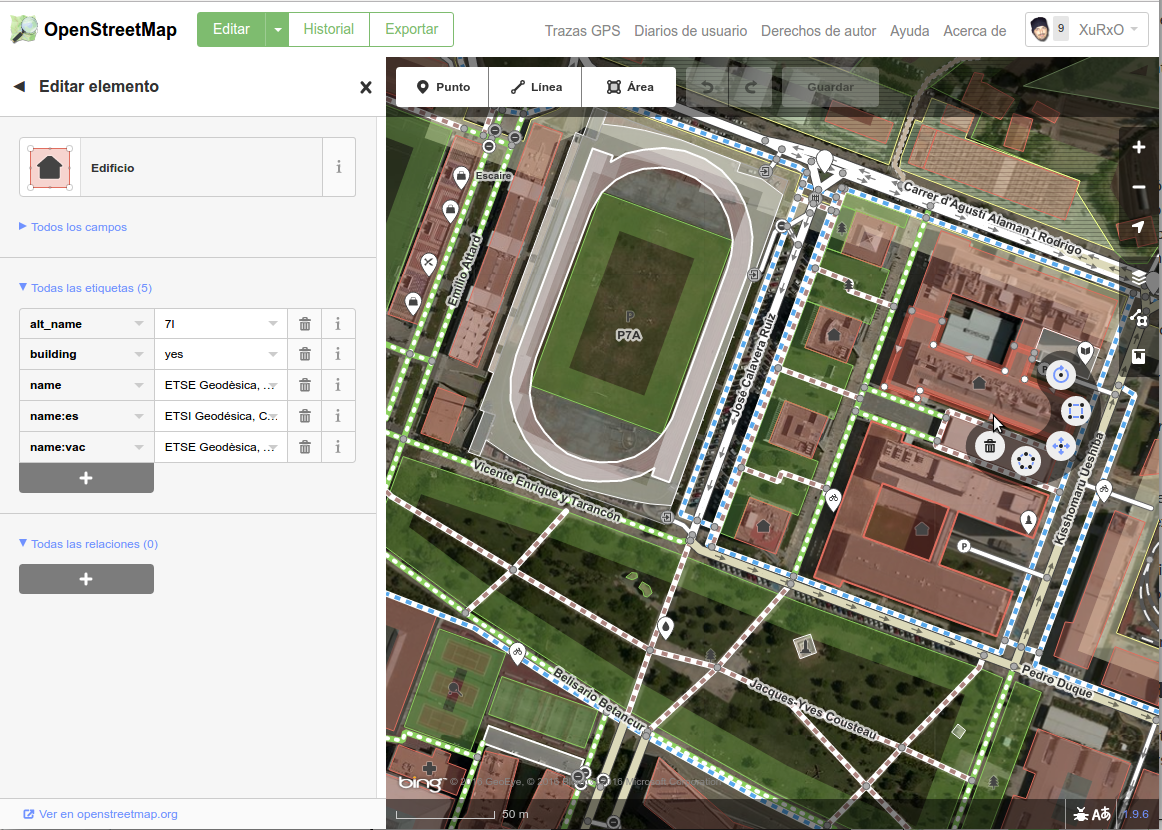 OpenStreetMap
Editar
Historial
Exportar
Trazas GPS
Diarios de usuario
Derechos de autor
Ayuda
Acerca de
9
XuRxO
Editar elemento
Punto
Línea
Área
Guardar
Edificio
i
Todos los campos
Todas las etiquetas (5)
alt_name
7I
i
building
yes
i
name
ETSE Geodèsica, ...
i
name:es
ETSI Geodésica, C...
i
name:vac
ETSE Geodèsica, ...
i
+
Todas las relaciones (0)
+
Ver en openstreetmap.org
Escaire
Emilio Attard
Carrer d'Agustí Alaman i Rodrigo
P
P7A
José Calavera Ruiz
Vicente Enrique y Tarancón
Kisshomaru Ueshiba
P
Pedro Duque
Belisario Betancur
Jacques-Yves Cousteau
bing
50 m
1.9.6